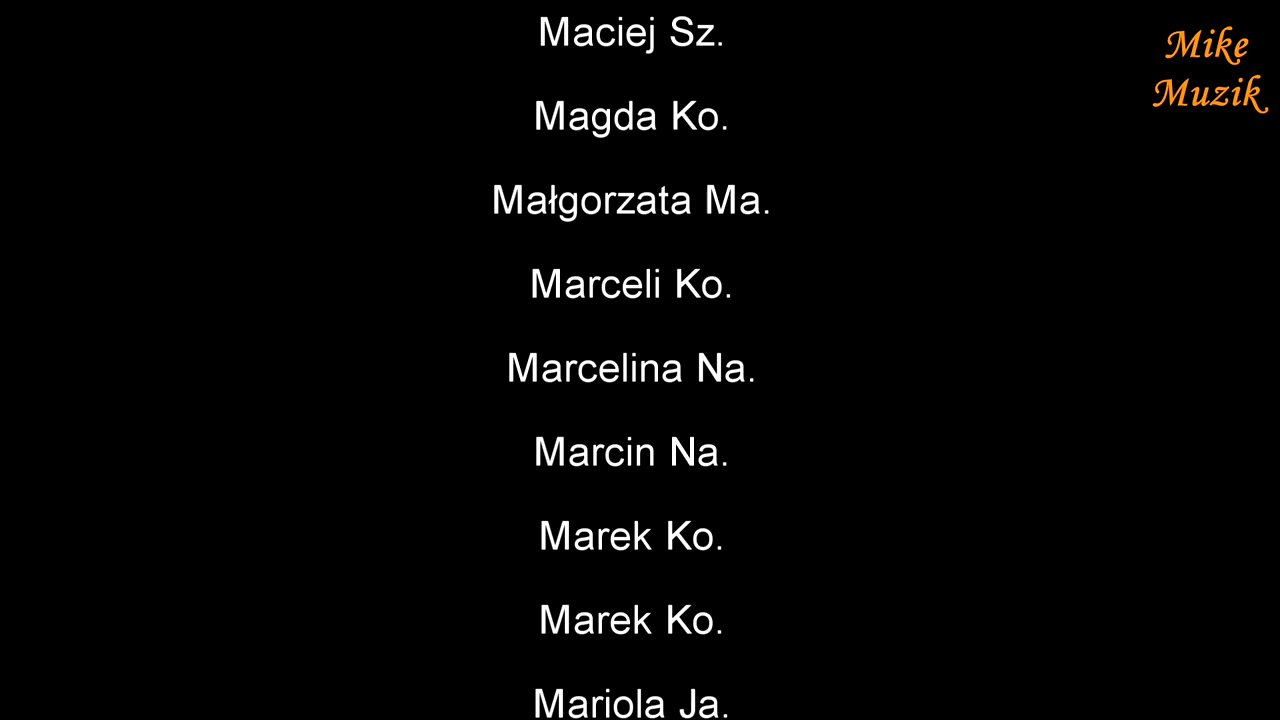 Maciej Sz.
Magda Ko.
Małgorzata Ma.
Marceli Ko.
Marcelina Na.
Marcin Na.
Marek Ko.
Marek Ko.
Mariola Ja.
Mike
Muzik